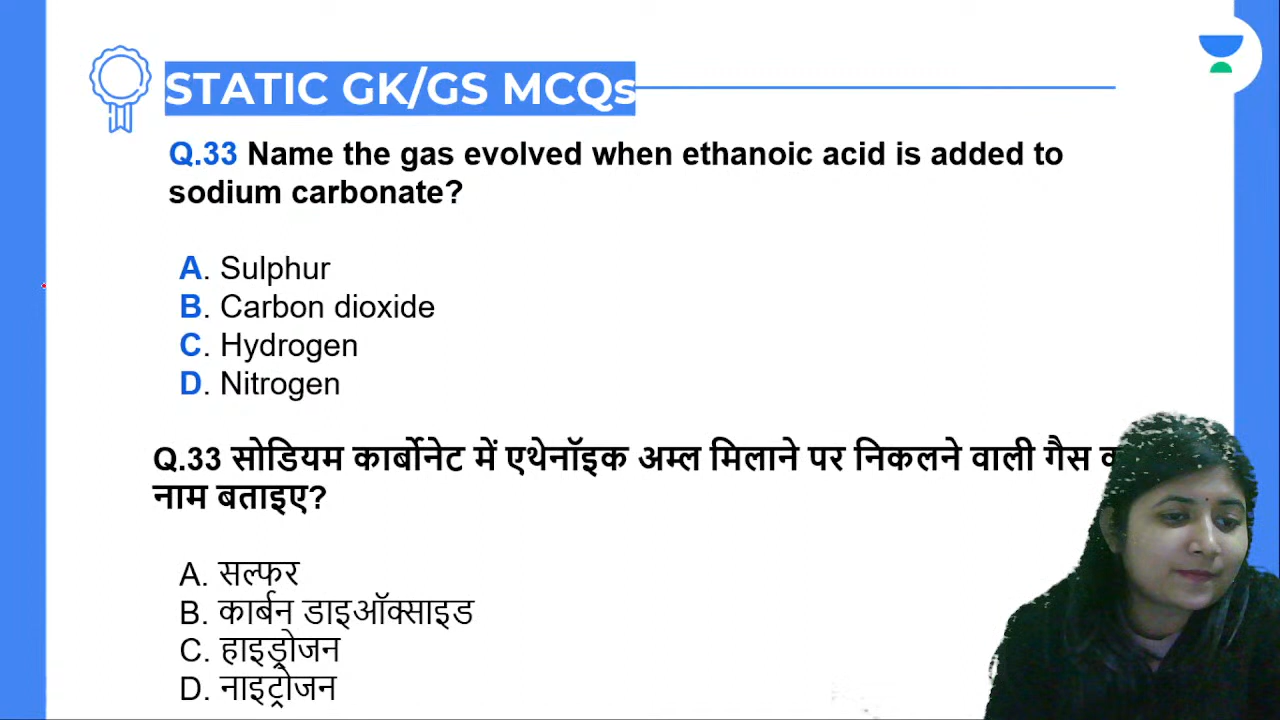 STATIC GK/GS MCQs
Q.33 Name the gas evolved when ethanoic acid is added to
sodium carbonate?
A. Sulphur
B. Carbon dioxide
C. Hydrogen
D. Nitrogen
Q.33 सोडियम कार्बोनेट में एथेनॉइक अम्ल मिलाने पर निकलने वाली गैस
नाम बताइए?
A. सल्फर
B. कार्बन डाइऑक्साइड
C. हाइड्रोजन
D. नाइट्रोजन